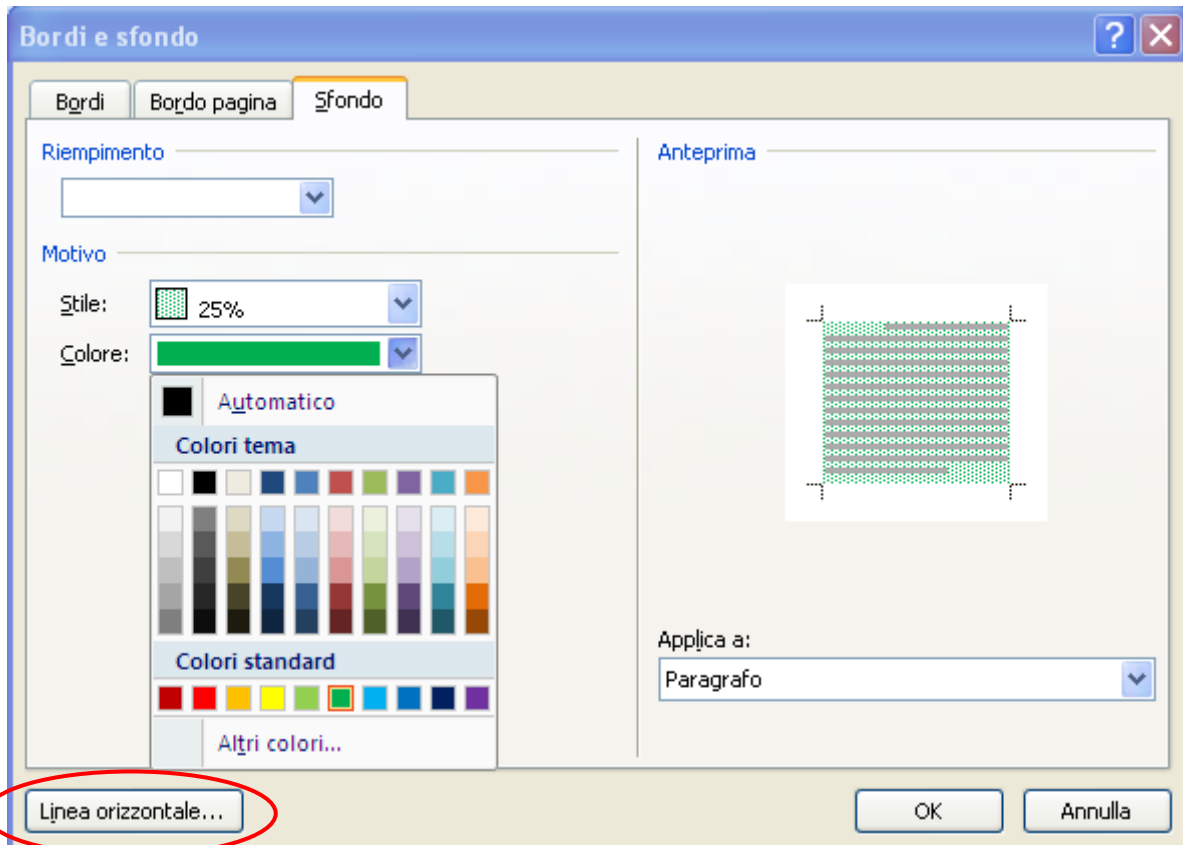 Bordi e sfondo
Bordi
Bordo pagina
Sfondo
Riempimento
Motivo
Stile:
25%
Colore:
Automatico
Colori tema
Colori standard
Altri colori...
Anteprima
Applica a:
Paragrafo
Linea orizzontale...
OK
Annulla